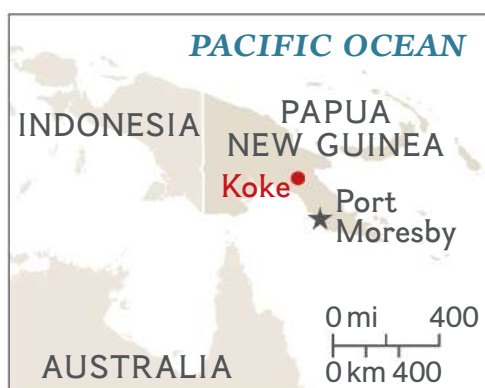 PACIFIC OCEAN
INDONESIA
PAPUA
NEW GUINEA
Koke
Port
Moresby
0 mi 400
0 km 400
AUSTRALIA